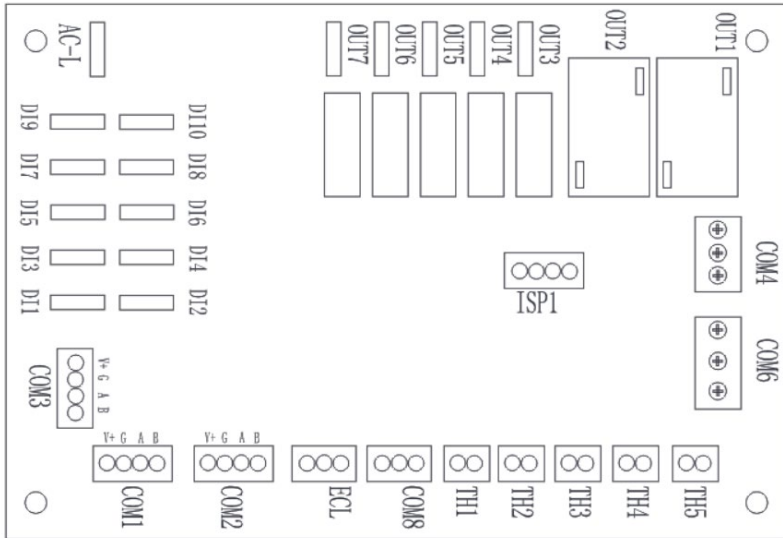 AC-L
OUT7
OUT6
OUT5
OUT4
OUT3
OUT2
OUT1
DI9
DI10
DI7
DI8
DI5
DI6
DI3
DI4
DI1
DI2
ISP1
COM4
COM6
COM3
V+ G A B
V+ G A B
V+ G A B
COM1
COM2
ECL
COM8
TH1
TH2
TH3
TH4
TH5